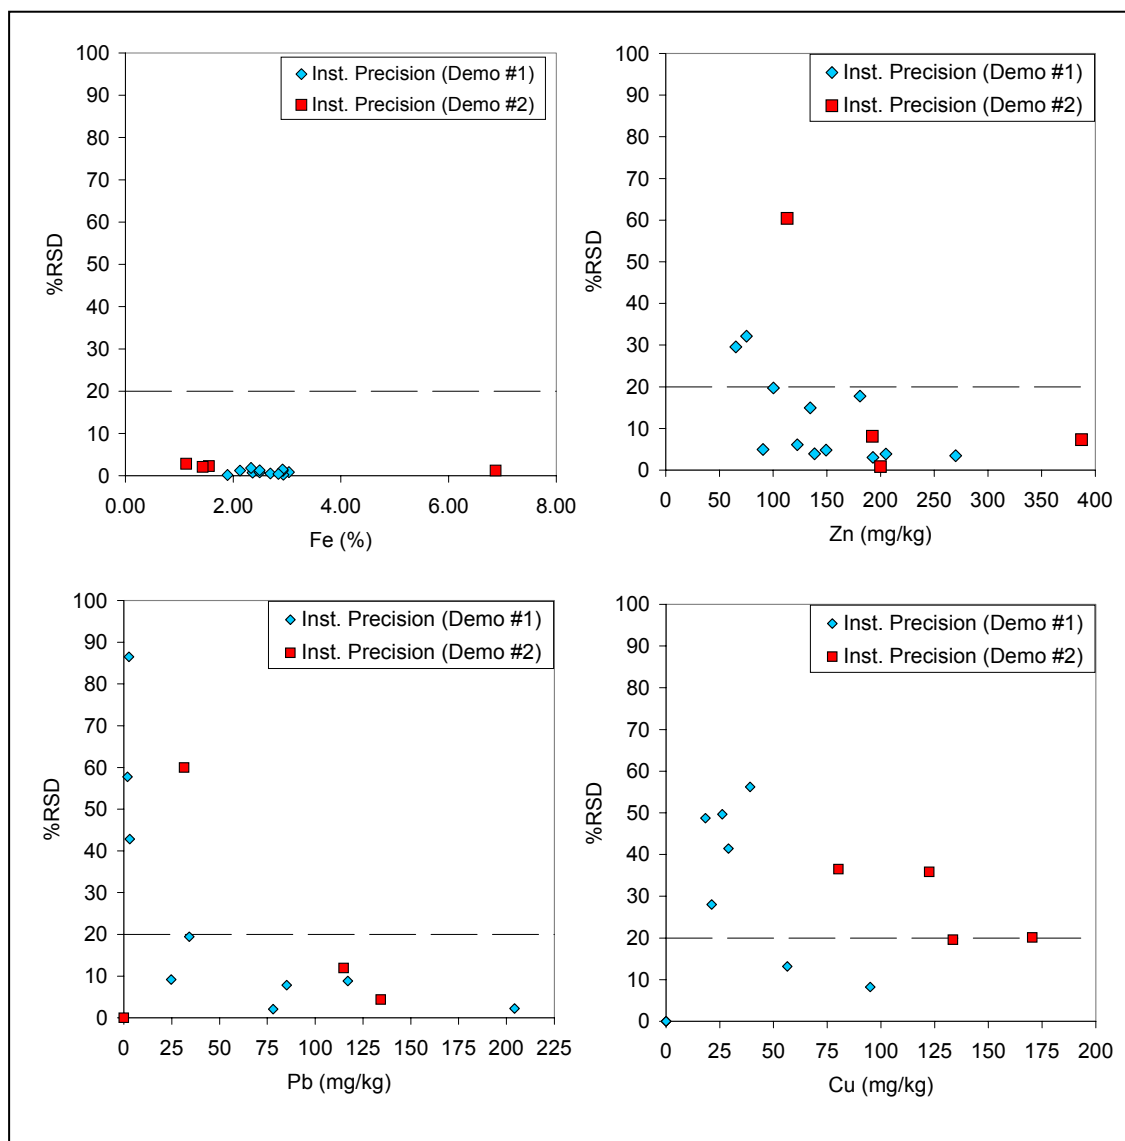 100
90
80
70
60
50
40
30
20
10
0
%RSD
Inst. Precision (Demo #1)
Inst. Precision (Demo #2)
0.00 2.00 4.00 6.00 8.00
Fe (%)
100
90
80
70
60
50
40
30
20
10
0
%RSD
Inst. Precision (Demo #1)
Inst. Precision (Demo #2)
0 50 100 150 200 250 300 350 400
Zn (mg/kg)
100
90
80
70
60
50
40
30
20
10
0
%RSD
Inst. Precision (Demo #1)
Inst. Precision (Demo #2)
0 25 50 75 100 125 150 175 200 225
Pb (mg/kg)
100
90
80
70
60
50
40
30
20
10
0
%RSD
Inst. Precision (Demo #1)
Inst. Precision (Demo #2)
0 25 50 75 100 125 150 175 200
Cu (mg/kg)